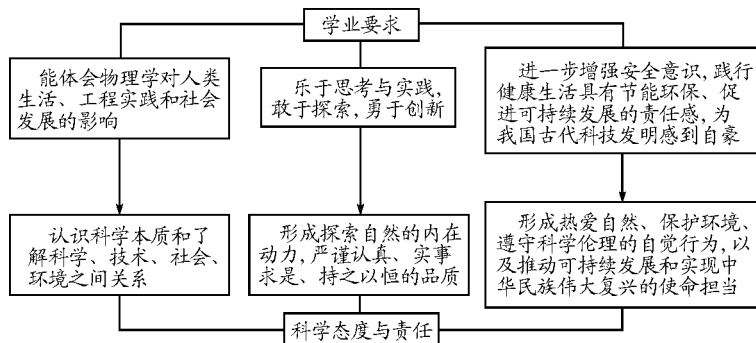 学业要求
能体会物理学对人类
生活、工程实践和社会
发展的影响
乐于思考与实践,
敢于探索,勇于创新
进一步增强安全意识,践行
健康生活具有节能环保、促
进可持续发展的责任感,为
我国古代科技发明感到自豪
认识科学本质和了
解科学、技术、社会、
环境之间关系
形成探索自然的内在
动力,严谨认真、实事
求是、持之以恒的品质
形成热爱自然、保护环境、
遵守科学伦理的自觉行为,以
及推动可持续发展和实现中
华民族伟大复兴的使命担当
科学态度与责任